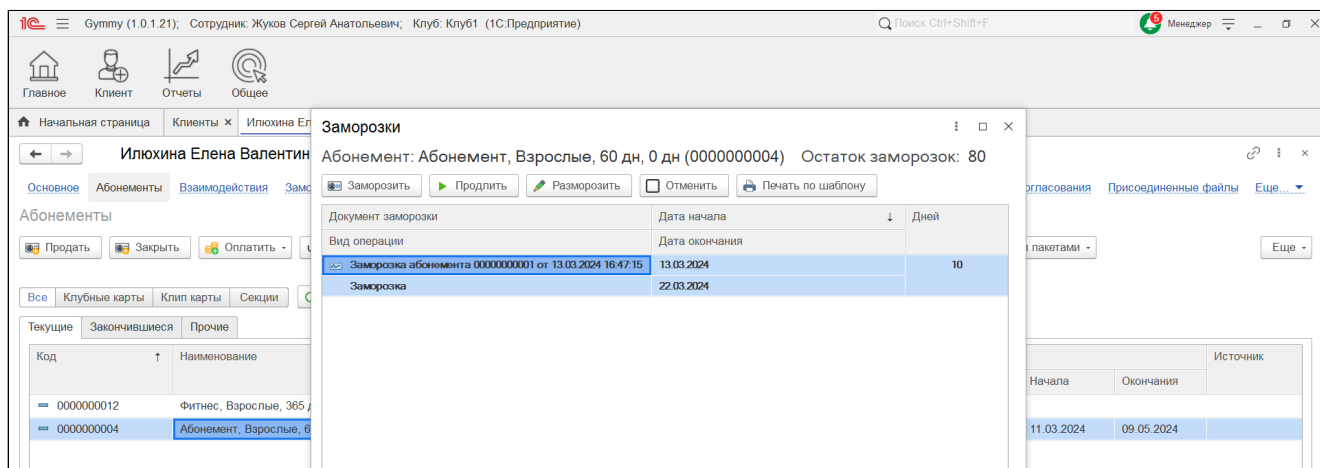 1С Gymmy (1.0.1.21); Сотрудник: Жуков Сергей Анатольевич; Клуб: Клуб1 (1С:Предприятие) Поиск Ctrl+Shift+F 5 Менеджер
Главное Клиент Отчеты Общее
Начальная страница Клиенты × Илюхина Ел
Илюхина Елена Валентин
Основное Абонементы Взаимодействия Замо
огласования Присоединенные файлы Еще...
Абонементы
Продать Закрыть Оплатить
пакетами Еще
Все Клубные карты Клип карты Секции
Текущие Закончившиеся Прочие
Код ↑ Наименование
Источник
Начала Окончания
0000000012 Фитнес, Взрослые, 365
0000000004 Абонемент, Взрослые, 6
11.03.2024 09.05.2024
Заморозки
Абонемент: Абонемент, Взрослые, 60 дн, 0 дн (0000000004) Остаток заморозок: 80
Заморозить Продлить Разморозить Отменить Печать по шаблону
Документ заморозки Дата начала ↓ Дней
Вид операции Дата окончания
Заморозка абонемента 00000000001 от 13.03.2024 16:47:15 13.03.2024 10
Заморозка 22.03.2024